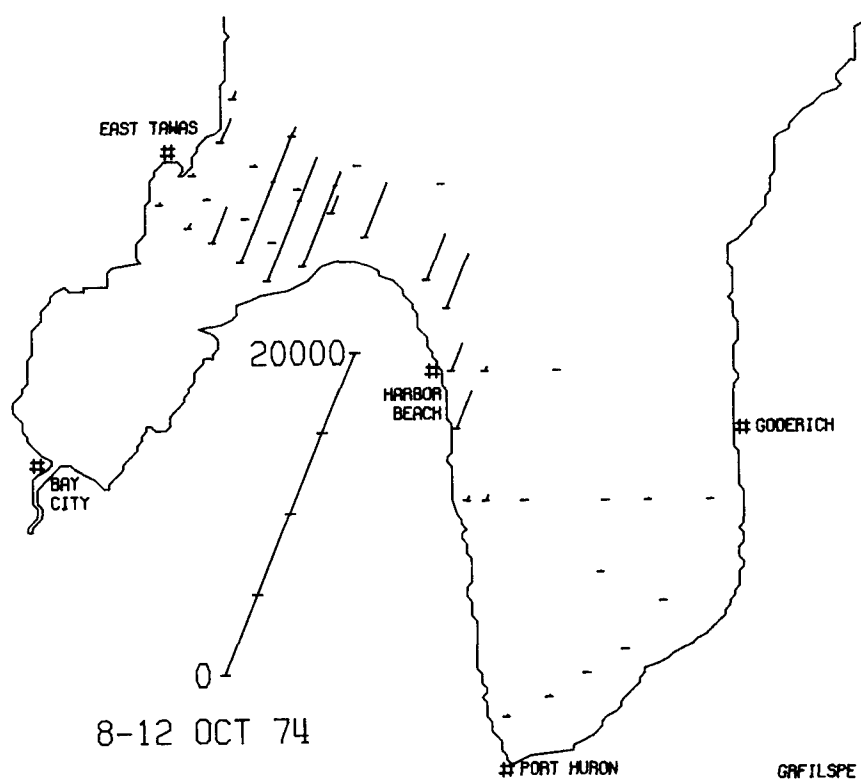 EAST TAWAS
20000
HARBOR
BEACH
GODERICH
BAY
CITY
0
8-12 OCT 74
PORT HURON
GRFILSPE